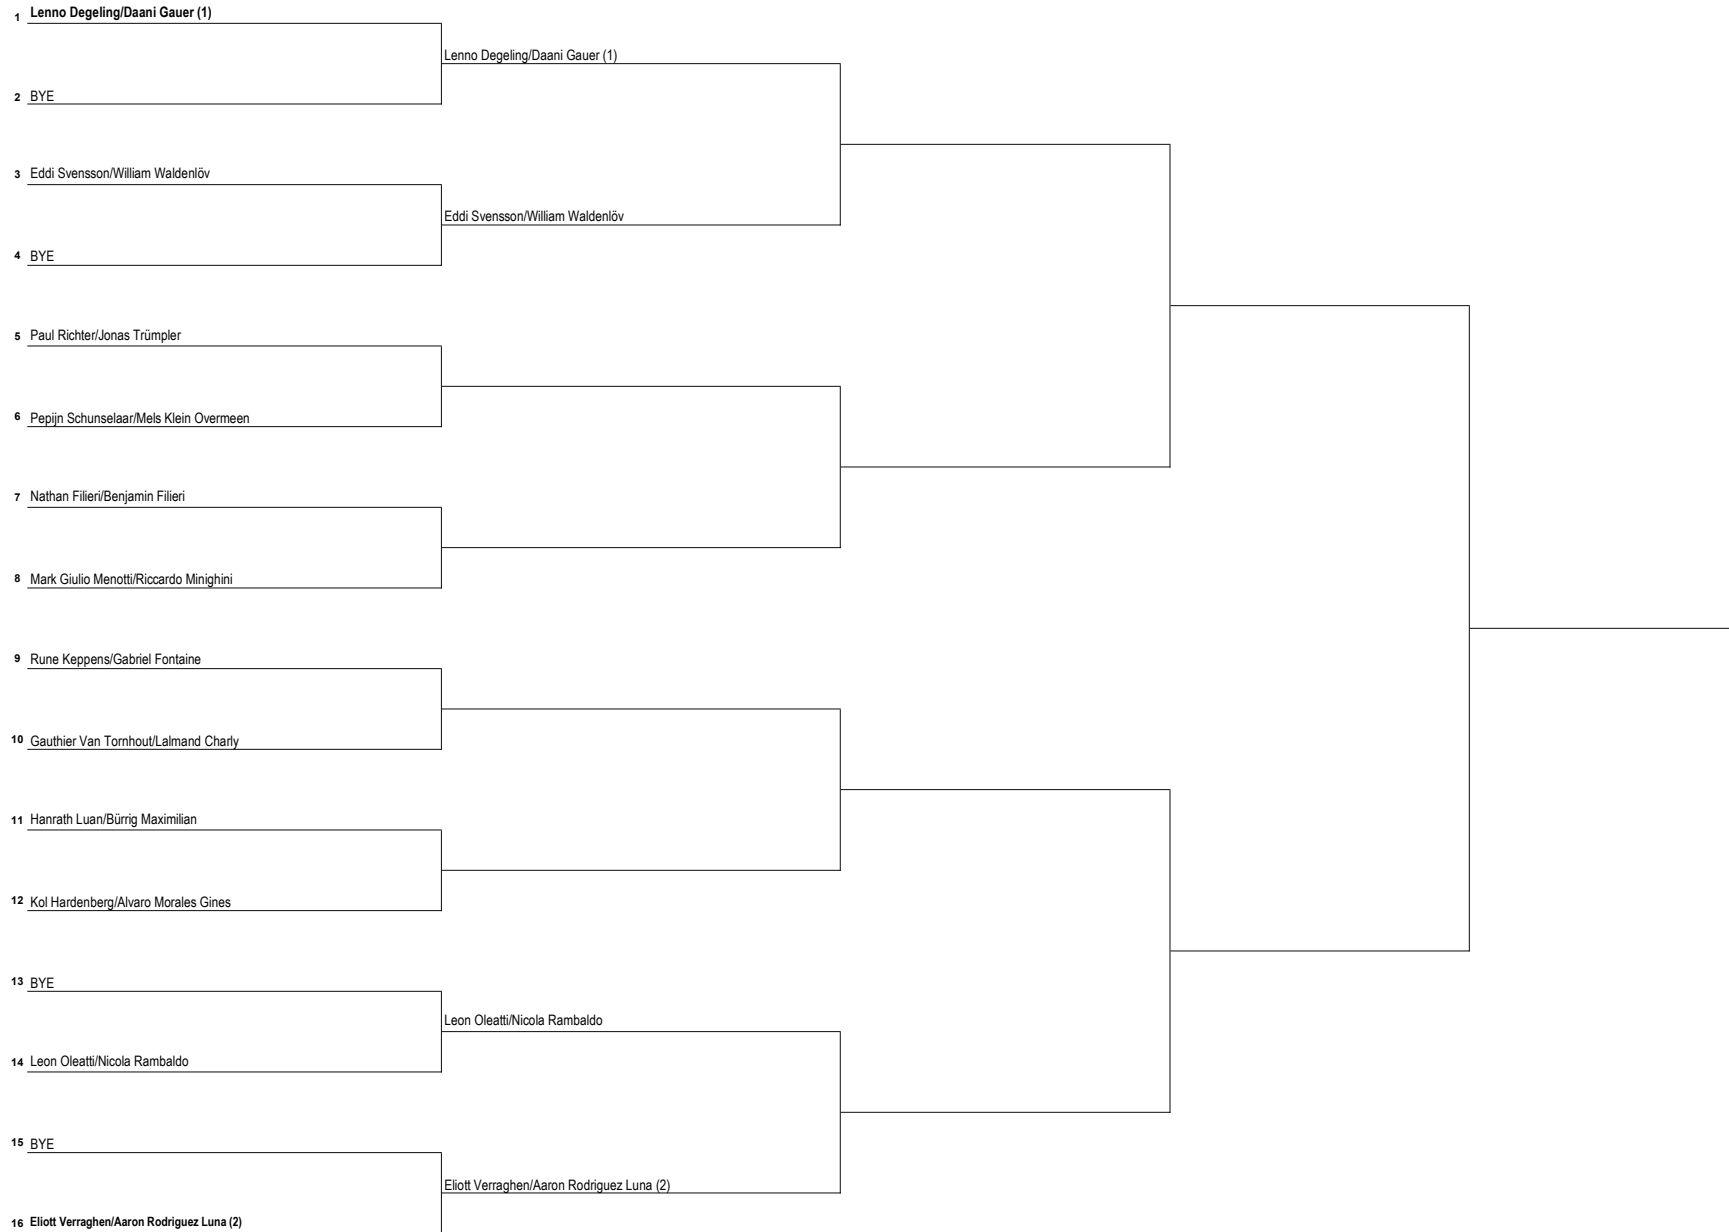 1 Lenno Degeling/Daani Gauer (1)
Lenno Degeling/Daani Gauer (1)
2 BYE
3 Eddi Svensson/William Waldenlöv
Eddi Svensson/William Waldenlöv
4 BYE
5 Paul Richter/Jonas Trümpler
6 Pepijn Schunselaar/Mels Klein Overmeen
7 Nathan Filieri/Benjamin Filieri
8 Mark Giulio Menotti/Riccardo Minighini
9 Rune Keppens/Gabriel Fontaine
10 Gauthier Van Tornhout/Lalmand Charly
11 Hanrath Luan/Bürrig Maximilian
12 Kol Hardenberg/Alvaro Morales Gines
13 BYE
Leon Oleatti/Nicola Rambaldo
14 Leon Oleatti/Nicola Rambaldo
15 BYE
Eliott Verraghen/Aaron Rodriguez Luna (2)
16 Eliott Verraghen/Aaron Rodriguez Luna (2)